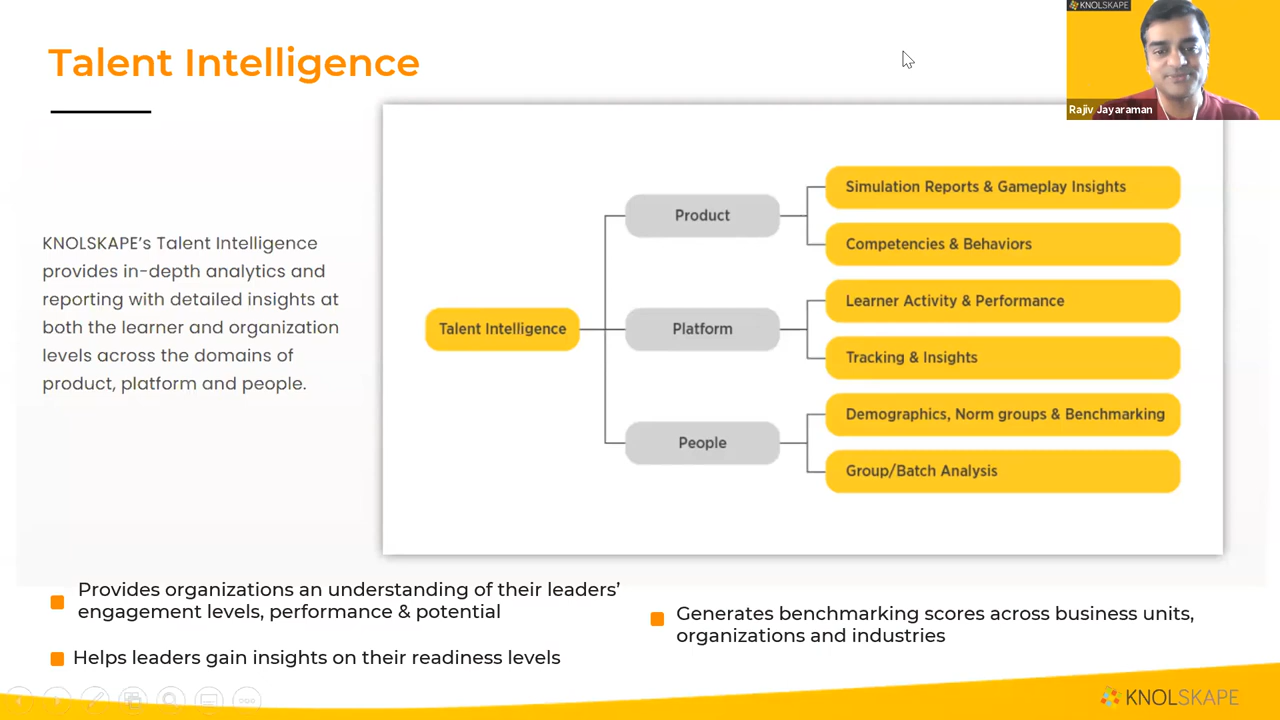 KNOLSKAPE
Talent Intelligence
Rajiv Jayaraman
KNOLSKAPE's Talent Intelligence
provides in-depth analytics and
reporting with detailed insights at
both the learner and organization
levels across the domains of
product, platform and people.
Talent Intelligence
Product
Simulation Reports & Gameplay Insights
Competencies & Behaviors
Platform
Learner Activity & Performance
Tracking & Insights
People
Demographics, Norm groups & Benchmarking
Group/Batch Analysis
Provides organizations an understanding of their leaders'
engagement levels, performance & potential
Helps leaders gain insights on their readiness levels
Generates benchmarking scores across business units,
organizations and industries
KNOLSKAPE